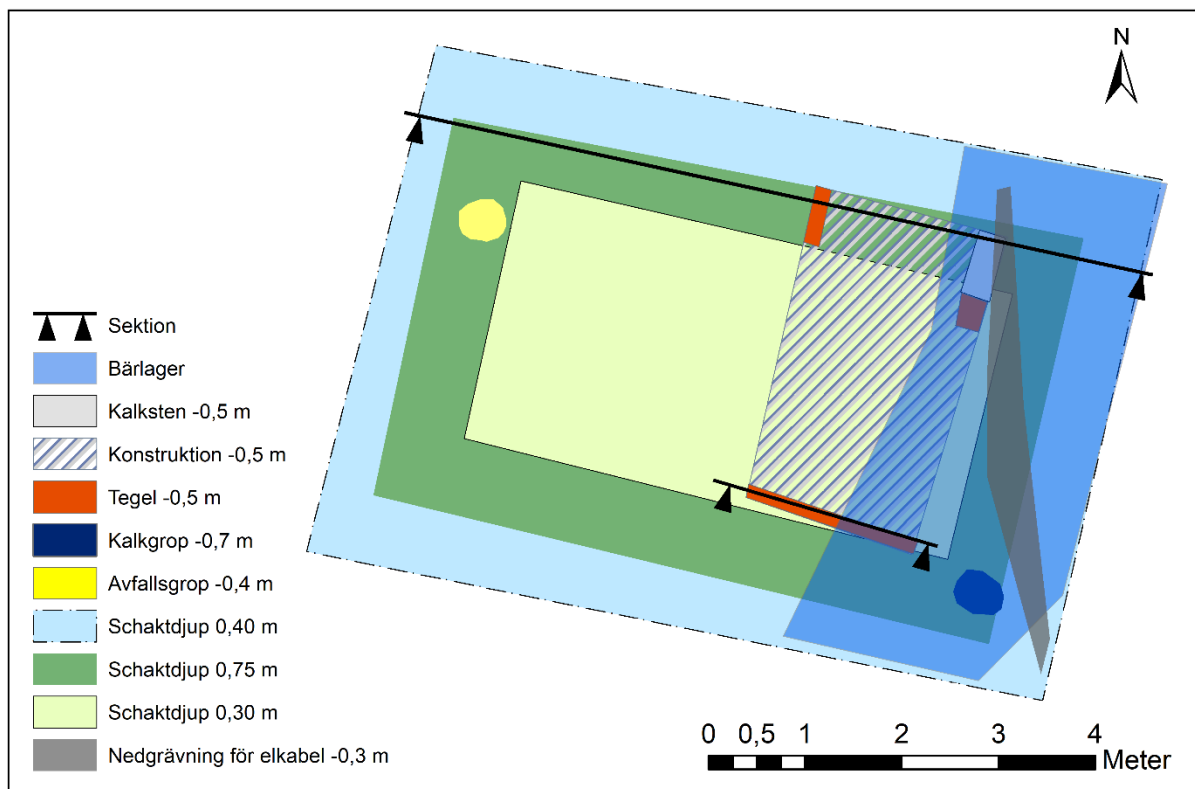 N
Sektion
Bärlager
Kalksten -0,5 m
Konstruktion -0,5 m
Tegel -0,5 m
Kalkgrop -0,7 m
Avfallsgrop -0,4 m
Schaktdjup 0,40 m
Schaktdjup 0,75 m
Schaktdjup 0,30 m
Nedgrävning för elkabel -0,3 m
0 0,5 1 2 3 4
Meter